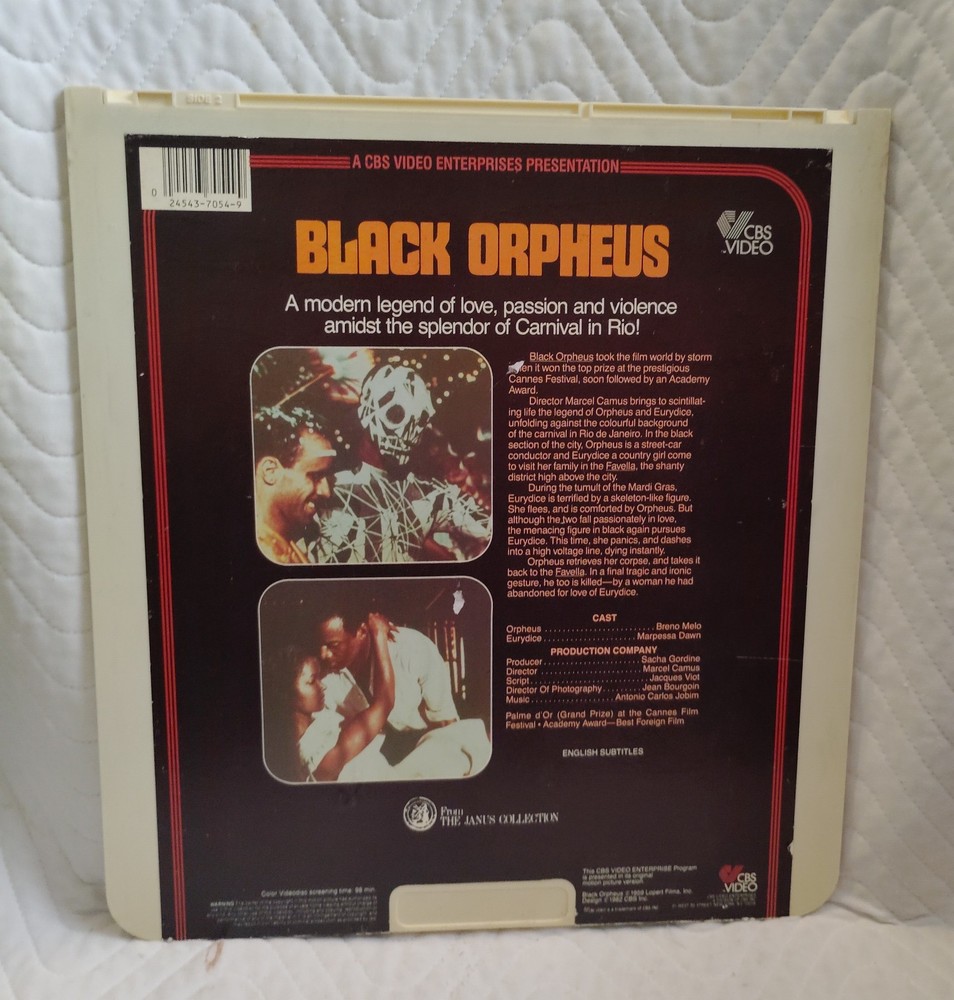 SIDE 2
A CBS VIDEO ENTERPRISES PRESENTATION
0 24543-7054-9
BLACK ORPHEUS
CBS
VIDEO
A modern legend of love, passion and violence
amidst the splendor of Carnival in Rio!
Black Orpheus took the film world by storm
en it won the top prize at the prestigious
Cannes Festival, soon followed by an Academy
Award.
Director Marcel Camus brings to scintillat-
ing life the legend of Orpheus and Eurydice,
unfolding against the colourful background
of the carnival in Rio de Janeiro. In the black
section of the city, Orpheus is a street-car
conductor and Eurydice a country girl come
to visit her family in the Favella, the shanty
district high above the city.
During the tumult of the Mardi Gras,
Eurydice is terrified by a skeleton-like figure.
She flees, and is comforted by Orpheus. But
although the two fall passionately in love,
the menacing figure in black again pursues
Eurydice. This time, she panics, and dashes
into a high voltage line, dying instantly.
Orpheus retrieves her corpse, and takes it
back to the Favella. In a final tragic and ironic
gesture, he too is killed—by a woman he had
abandoned for love of Eurydice.
CAST
Orpheus ........................ Breno Melo
Eurydice ..................... Marpessa Dawn
PRODUCTION COMPANY
Producer ...................... Sacha Gordine
Director ....................... Marcel Camus
Script ........................... Jacques Viot
Director Of Photography ......... Jean Bourgoin
Music ................... Antonio Carlos Jobim
Palme d'Or (Grand Prize) at the Cannes Film
Festival • Academy Award—Best Foreign Film
ENGLISH SUBTITLES
From
THE JANUS COLLECTION
This CBS VIDEO ENTERPRISE Program
is presented in its original
motion picture version.
Black Orpheus © 1959 Lopert Films, Inc.
Design © 1982 CBS Inc.
CBS
VIDEO
Color Videodisc screening time: 98 min.
WARNING